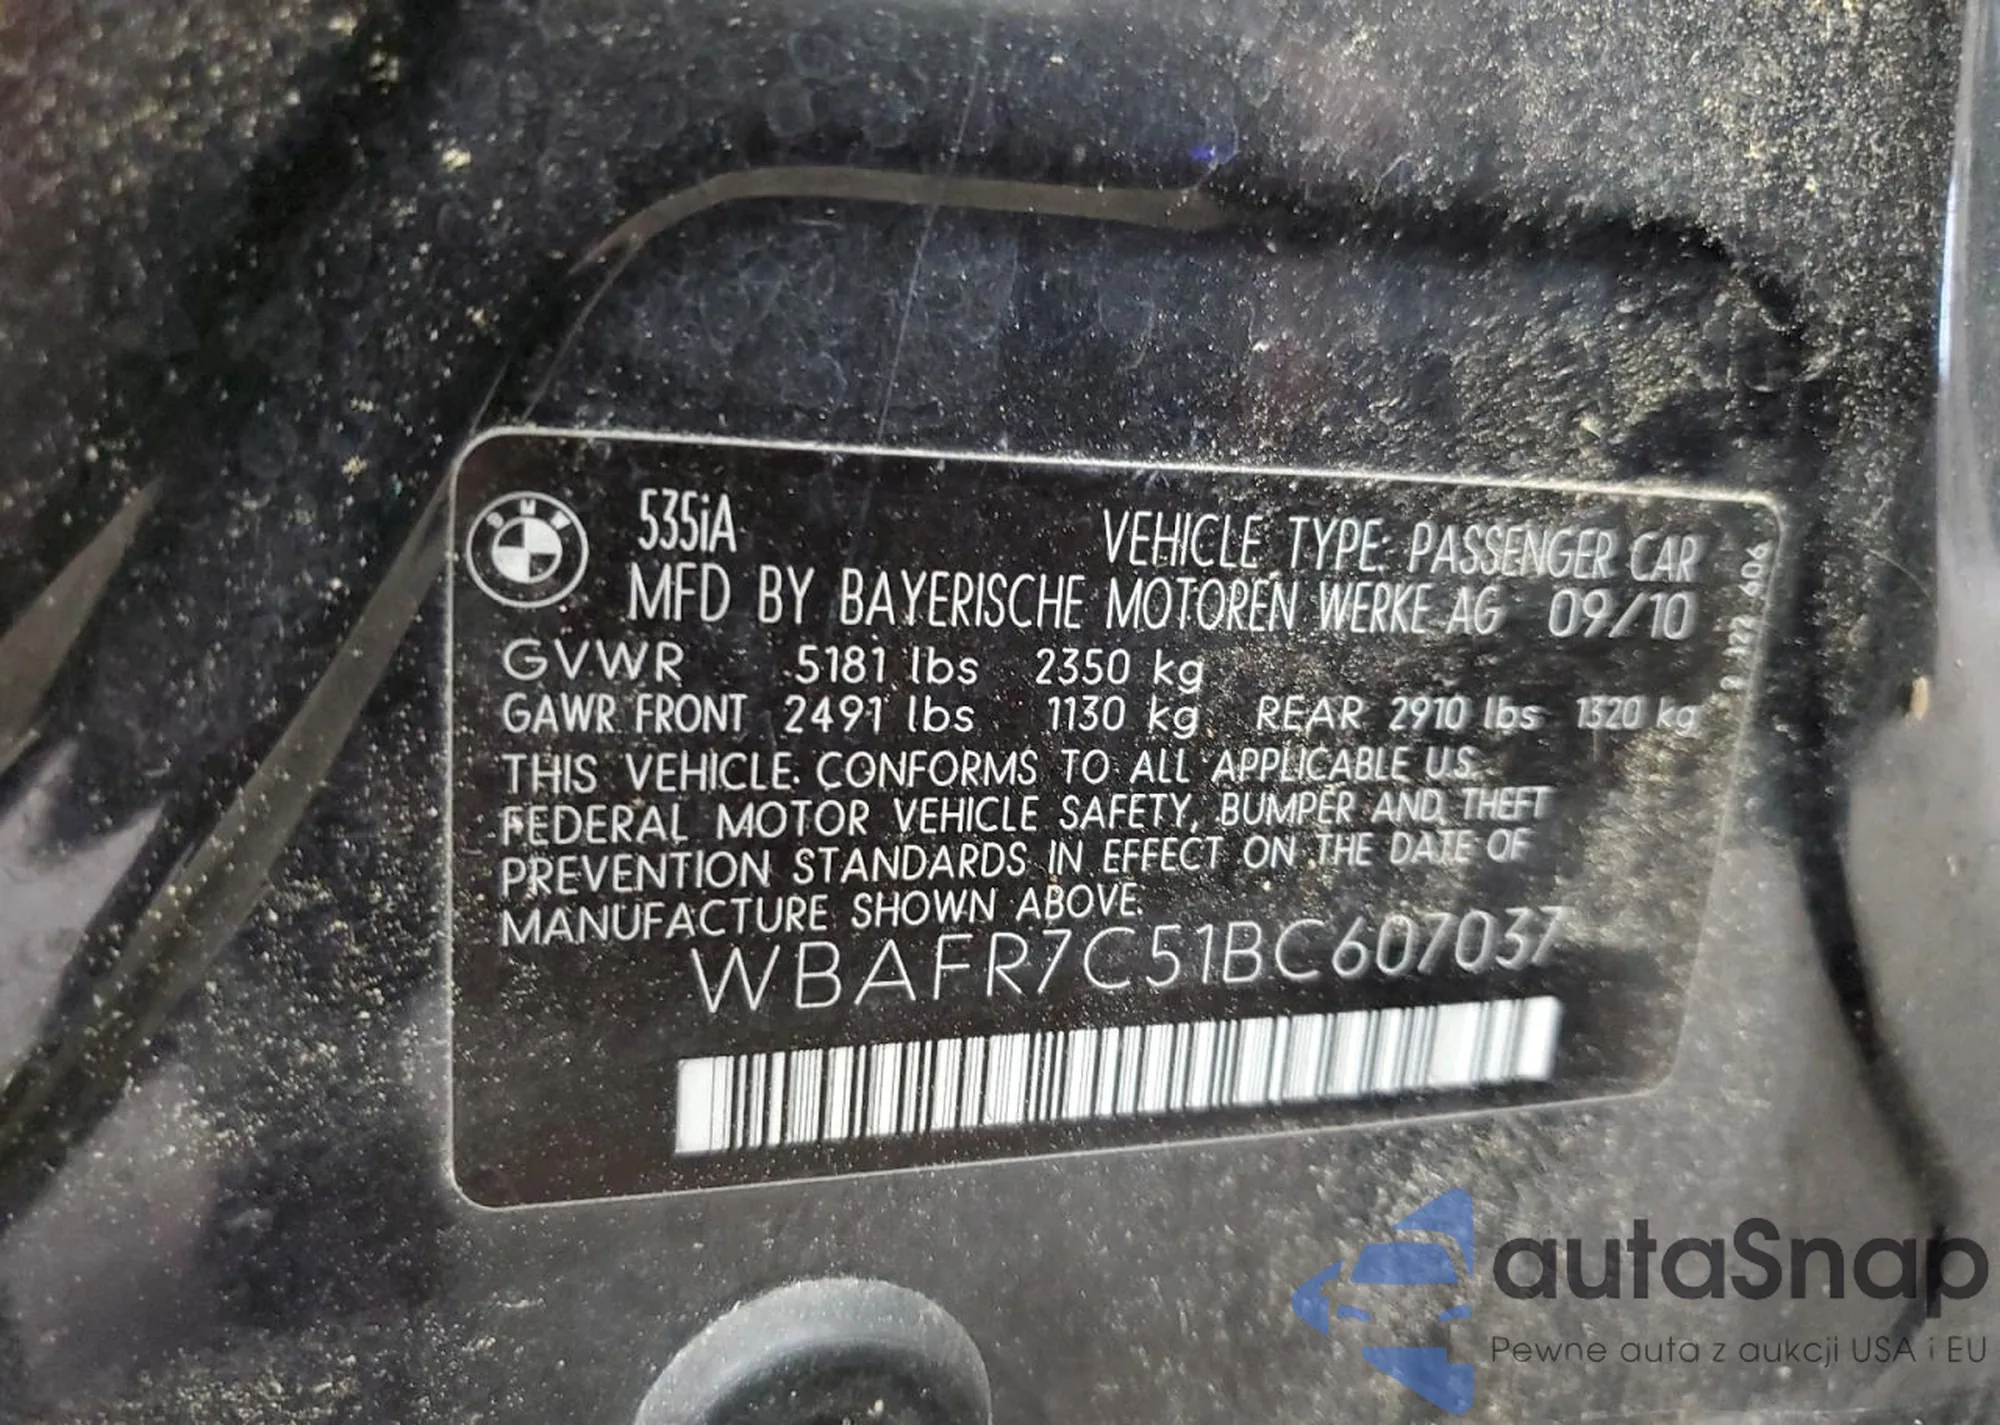 BMW
535iA
VEHICLE TYPE: PASSENGER CAR
MFD BY BAYERISCHE MOTOREN WERKE AG 09/10
GVWR 5181 lbs 2350 kg
GAWR FRONT 2491 lbs 1130 kg REAR 2910 lbs 1320 kg
THIS VEHICLE CONFORMS TO ALL APPLICABLE U.S.
FEDERAL MOTOR VEHICLE SAFETY, BUMPER AND THEFT
PREVENTION STANDARDS IN EFFECT ON THE DATE OF
MANUFACTURE SHOWN ABOVE.
WBAFR7C51BC607037
autaSnap
Pewne auta z aukcji USA i EU